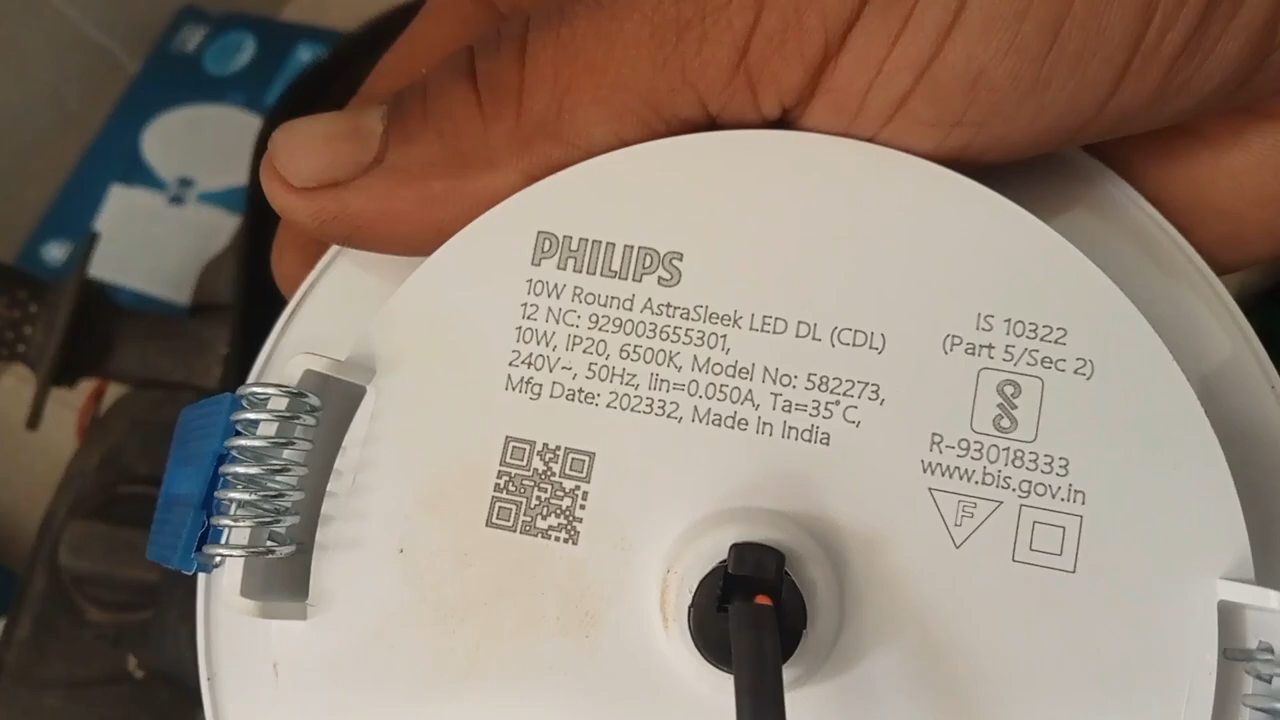 PHILIPS
10W Round AstraSleek LED DL (CDL)
12 NC: 929003655301,
10W, IP20, 6500K, Model No: 582273,
240V~, 50Hz, Iin=0.050A, Ta=35°C,
Mfg Date: 202332, Made In India
IS 10322
(Part 5/Sec 2)
R-93018333
www.bis.gov.in
F